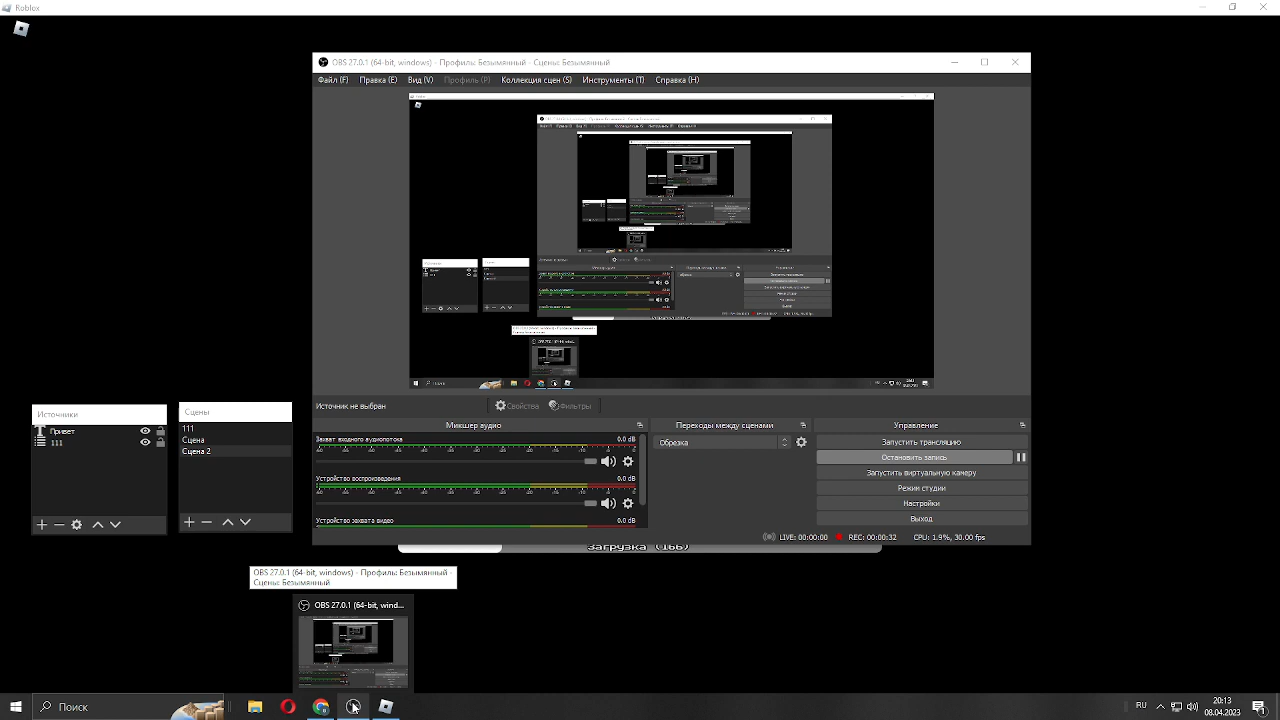 Roblox
OBS 27.0.1 (64-bit, windows) - Профиль: Безымянный - Сцены: Безымянный
Файл (F) Правка (E) Вид (V) Профиль (P) Коллекция сцен (S) Инструменты (T) Справка (H)
Источник не выбран Свойства Фильтры
Источники
Привет
111
Сцены
111
Сцена
Сцена 2
Микшер аудио
Захват входного аудиопотока 0.0 dB
Устройство воспроизведения 0.0 dB
Устройство захвата видео 0.0 dB
Переходы между сценами
Обрезка
Управление
Запустить трансляцию
Остановить запись
Запустить виртуальную камеру
Режим студии
Настройки
Выход
LIVE: 00:00:00 REC: 00:00:32 CPU: 1.9%, 30.00 fps
Загрузка (166)
OBS 27.0.1 (64-bit, windows) - Профиль: Безымянный -
Сцены: Безымянный
OBS 27.0.1 (64-bit, wind...
Поиск
RU
20:13
08.04.2023